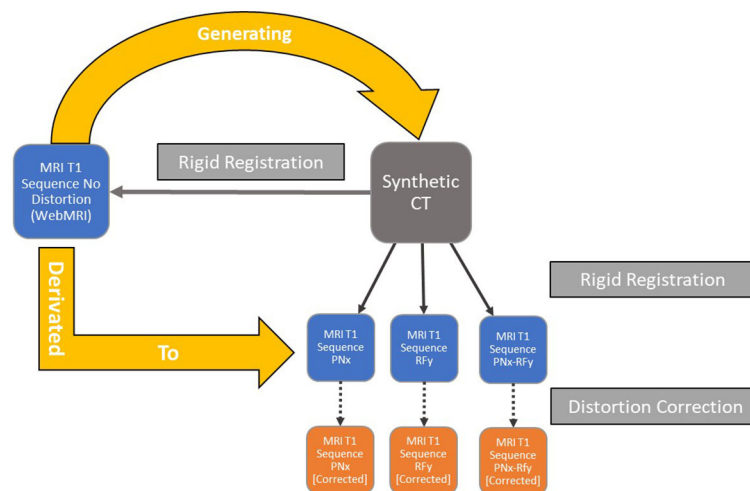 Generating
MRI T1
Sequence No
Distortion
(WebMRI)
Rigid Registration
Synthetic
CT
Derivated
To
Rigid Registration
MRI T1
Sequence
PNx
MRI T1
Sequence
RFy
MRI T1
Sequence
PNx-RFy
Distortion Correction
MRI T1
Sequence
PNx
[Corrected]
MRI T1
Sequence
RFy
[Corrected]
MRI T1
Sequence
PNx-Rfy
[Corrected]